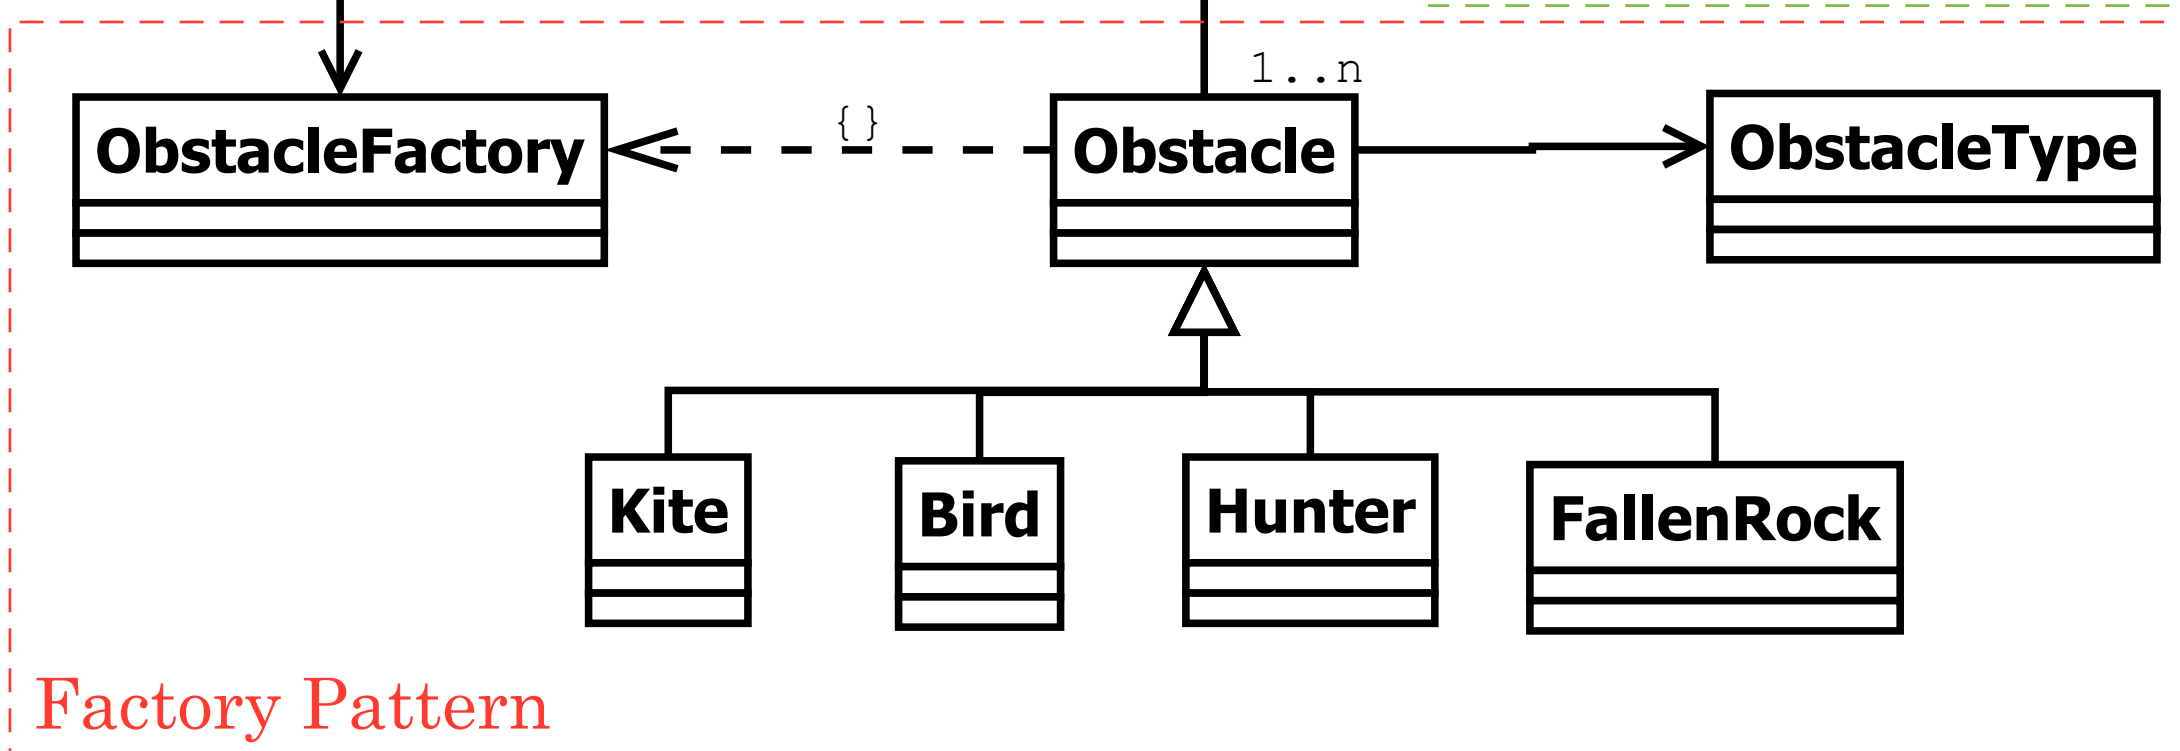 1..n
{}
ObstacleFactory
Obstacle
ObstacleType
Kite
Bird
Hunter
FallenRock
Factory Pattern